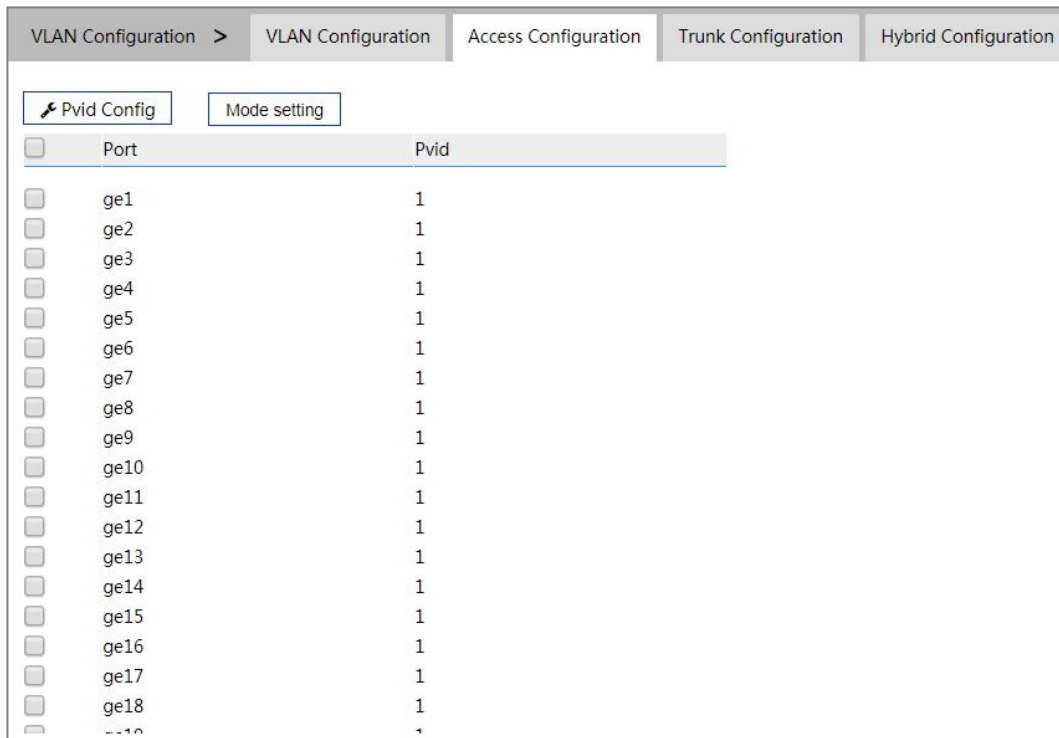 VLAN Configuration > VLAN Configuration Access Configuration Trunk Configuration Hybrid Configuration
Pvid Config Mode setting
Port Pvid
ge1 1
ge2 1
ge3 1
ge4 1
ge5 1
ge6 1
ge7 1
ge8 1
ge9 1
ge10 1
ge11 1
ge12 1
ge13 1
ge14 1
ge15 1
ge16 1
ge17 1
ge18 1